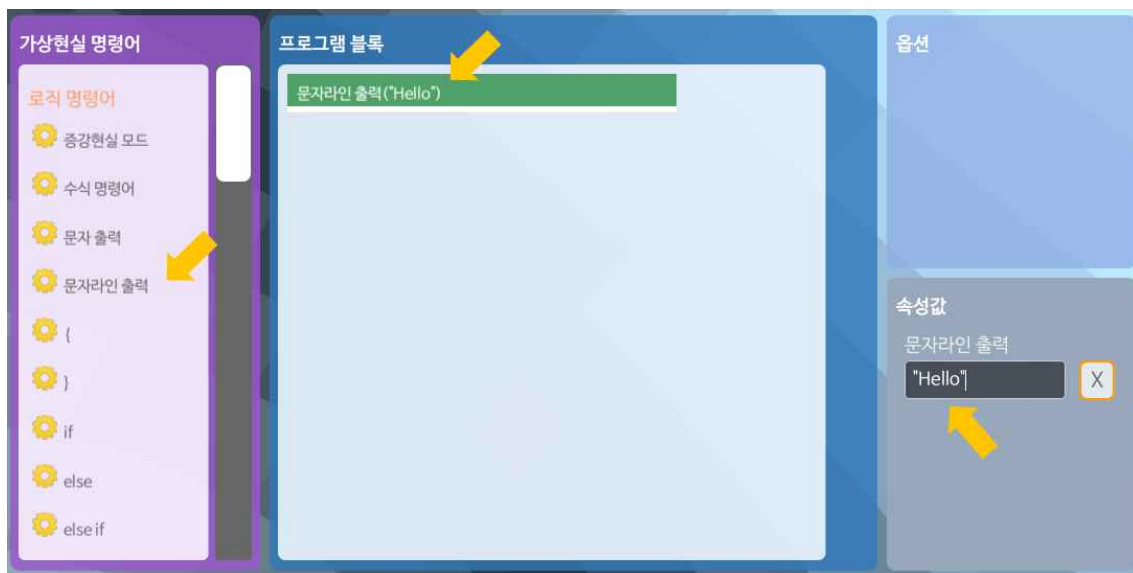 가상현실 명령어
로직 명령어
증강현실 모드
수식 명령어
문자 출력
문자라인 출력
{
}
if
else
else if
프로그램 블록
문자라인 출력("Hello")
옵션
속성값
문자라인 출력
"Hello"
X